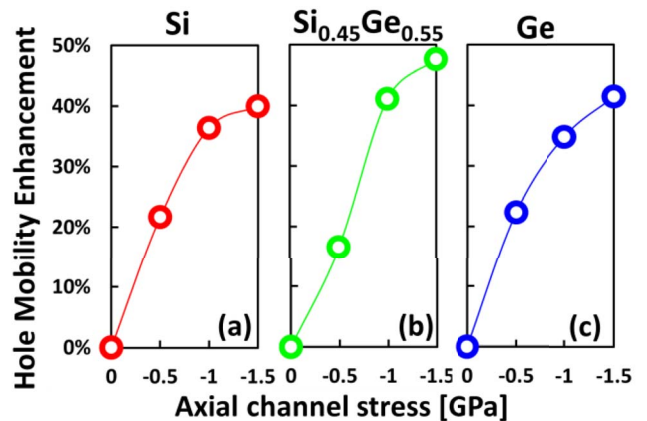 Si
Si0.45Ge0.55
Ge
Hole Mobility Enhancement
50%
40%
30%
20%
10%
0%
(a)
(b)
(c)
0 -0.5 -1 -1.5
0 -0.5 -1 -1.5
0 -0.5 -1 -1.5
Axial channel stress [GPa]